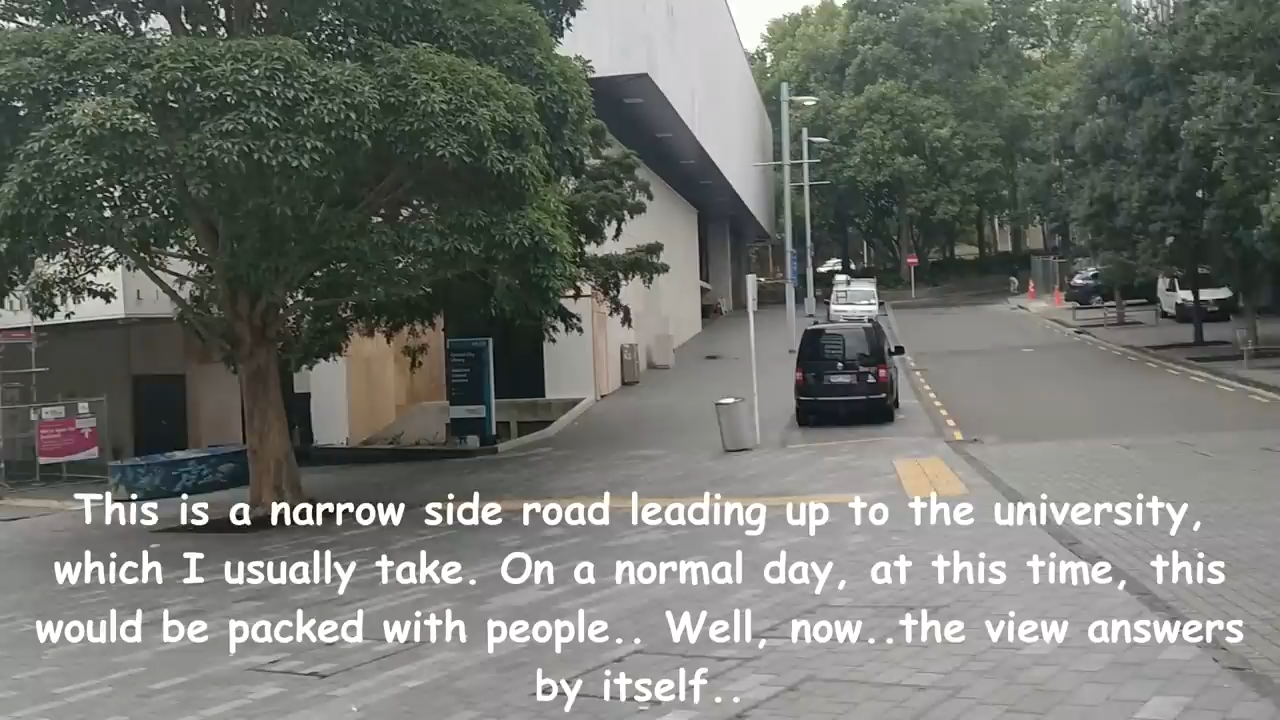 This is a narrow side road leading up to the university,
which I usually take. On a normal day, at this time, this
would be packed with people.. Well, now..the view answers
by itself..